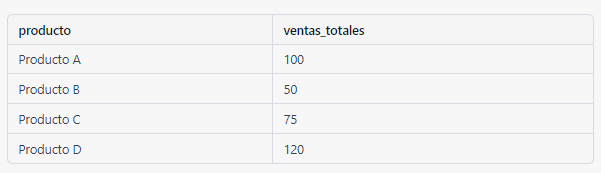 producto ventas_totales
Producto A 100
Producto B 50
Producto C 75
Producto D 120